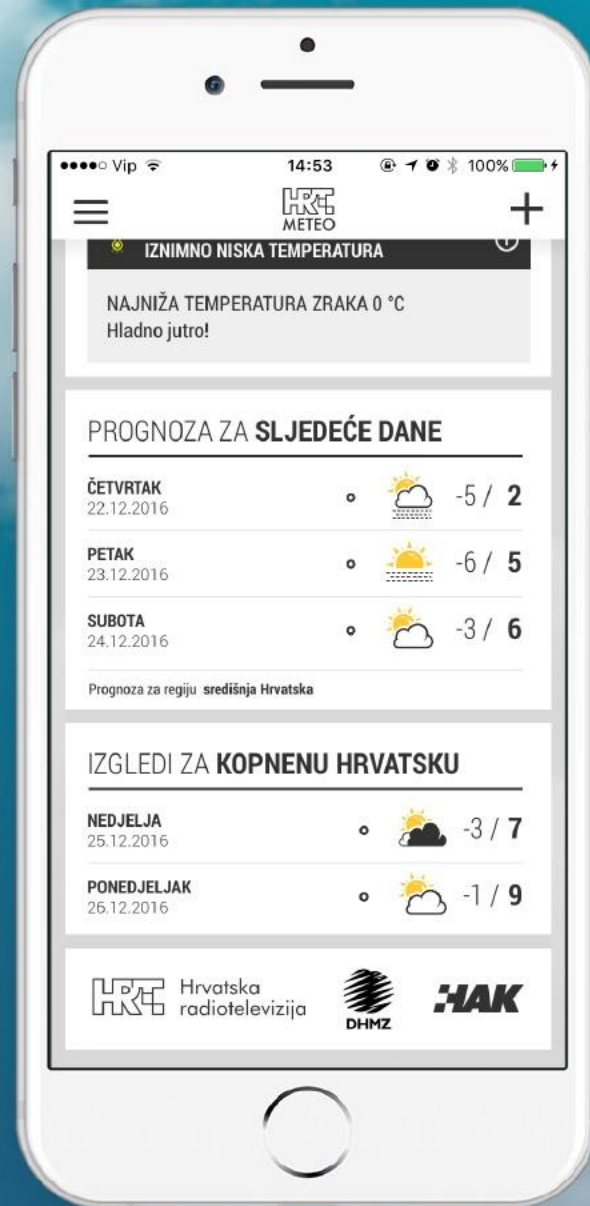 Vip 14:53 100%
HRT
METEO
IZNIMNO NISKA TEMPERATURA
NAJNIŽA TEMPERATURA ZRAKA 0 °C
Hladno jutro!
PROGNOZA ZA SLJEDEĆE DANE
ČETVRTAK
22.12.2016
-5 / 2
PETAK
23.12.2016
-6 / 5
SUBOTA
24.12.2016
-3 / 6
Prognoza za regiju središnja Hrvatska
IZGLEDI ZA KOPNENU HRVATSKU
NEDJELJA
25.12.2016
-3 / 7
PONEDJELJAK
26.12.2016
-1 / 9
HRT Hrvatska
radiotelevizija
DHMZ
HAK